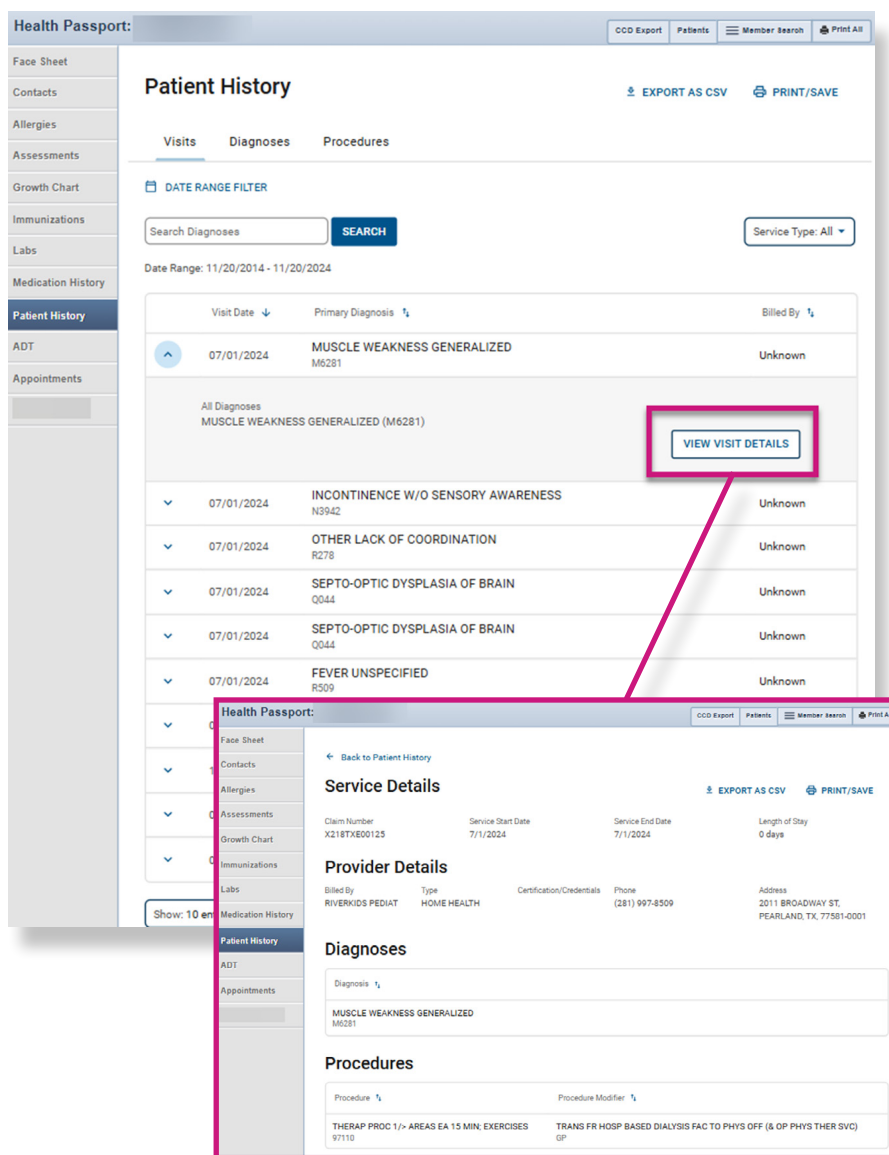 Health Passport:
CCD Export Patients Member Search Print All
Face Sheet
Contacts
Allergies
Assessments
Growth Chart
Immunizations
Labs
Medication History
Patient History
ADT
Appointments
Patient History
EXPORT AS CSV PRINT/SAVE
Visits Diagnoses Procedures
DATE RANGE FILTER
Search Diagnoses SEARCH Service Type: All
Date Range: 11/20/2014 - 11/20/2024
Visit Date Primary Diagnosis Billed By
07/01/2024 MUSCLE WEAKNESS GENERALIZED Unknown
M6281
All Diagnoses
MUSCLE WEAKNESS GENERALIZED (M6281)
VIEW VISIT DETAILS
07/01/2024 INCONTINENCE W/O SENSORY AWARENESS Unknown
N3942
07/01/2024 OTHER LACK OF COORDINATION Unknown
R278
07/01/2024 SEPTO-OPTIC DYSPLASIA OF BRAIN Unknown
Q044
07/01/2024 SEPTO-OPTIC DYSPLASIA OF BRAIN Unknown
Q044
07/01/2024 FEVER UNSPECIFIED Unknown
R509
Show: 10
Health Passport:
CCD Export Patients Member Search Print
Face Sheet
Contacts
Allergies
Assessments
Growth Chart
Immunizations
Labs
Medication History
Patient History
ADT
Appointments
Back to Patient History
Service Details
EXPORT AS CSV PRINT/SAVE
Claim Number Service Start Date Service End Date Length of Stay
X218TXE00125 7/1/2024 7/1/2024 0 days
Provider Details
Billed By Type Certification/Credentials Phone Address
RIVERKIDS PEDIAT HOME HEALTH (281) 997-8509 2011 BROADWAY ST,
PEARLAND, TX, 77581-0001
Diagnoses
Diagnosis
MUSCLE WEAKNESS GENERALIZED
M6281
Procedures
Procedure Procedure Modifier
THERAP PROC 1/> AREAS EA 15 MIN; EXERCISES TRANS FR HOSP BASED DIALYSIS FAC TO PHYS OFF (& OP PHYS THER SVC)
97110 GP